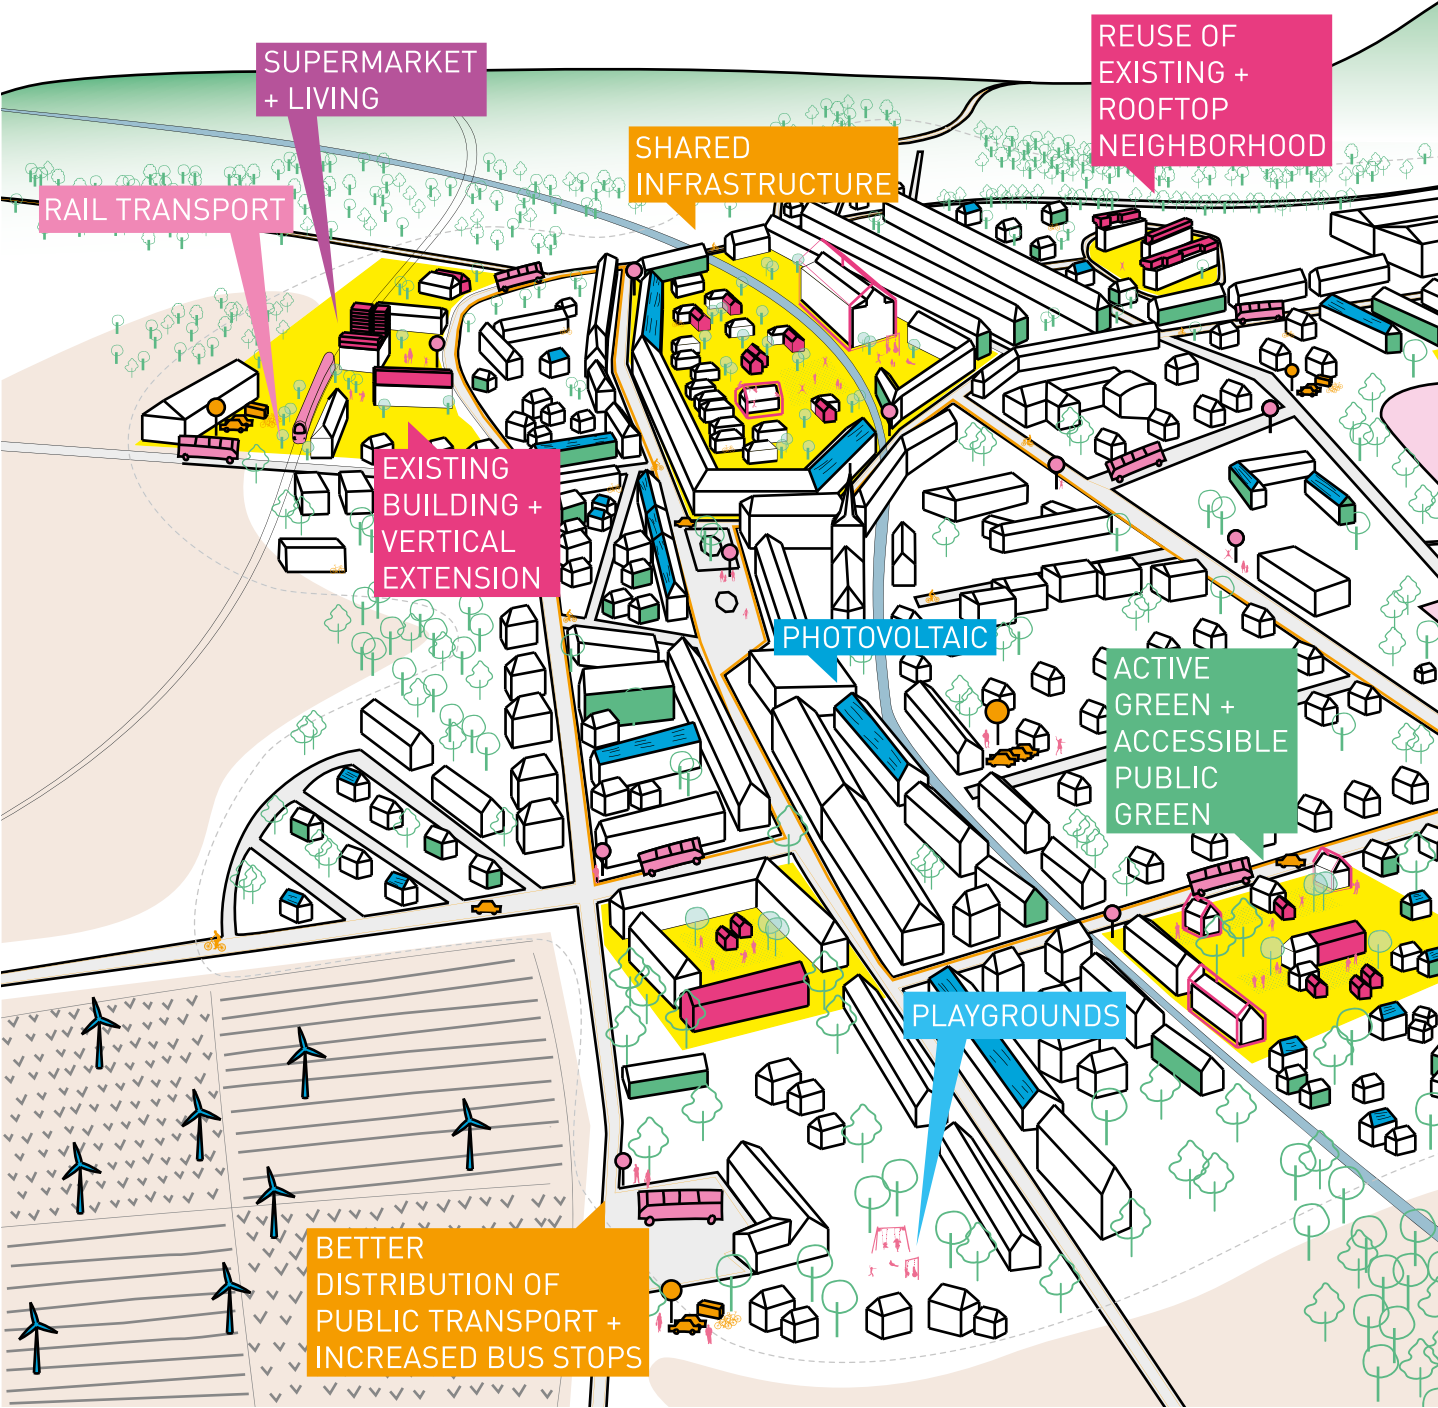 SUPERMARKET
+ LIVING
REUSE OF
EXISTING +
ROOFTOP
NEIGHBORHOOD
SHARED
INFRASTRUCTURE
RAIL TRANSPORT
EXISTING
BUILDING +
VERTICAL
EXTENSION
PHOTOVOLTAIC
ACTIVE
GREEN +
ACCESSIBLE
PUBLIC
GREEN
PLAYGROUNDS
BETTER
DISTRIBUTION OF
PUBLIC TRANSPORT +
INCREASED BUS STOPS